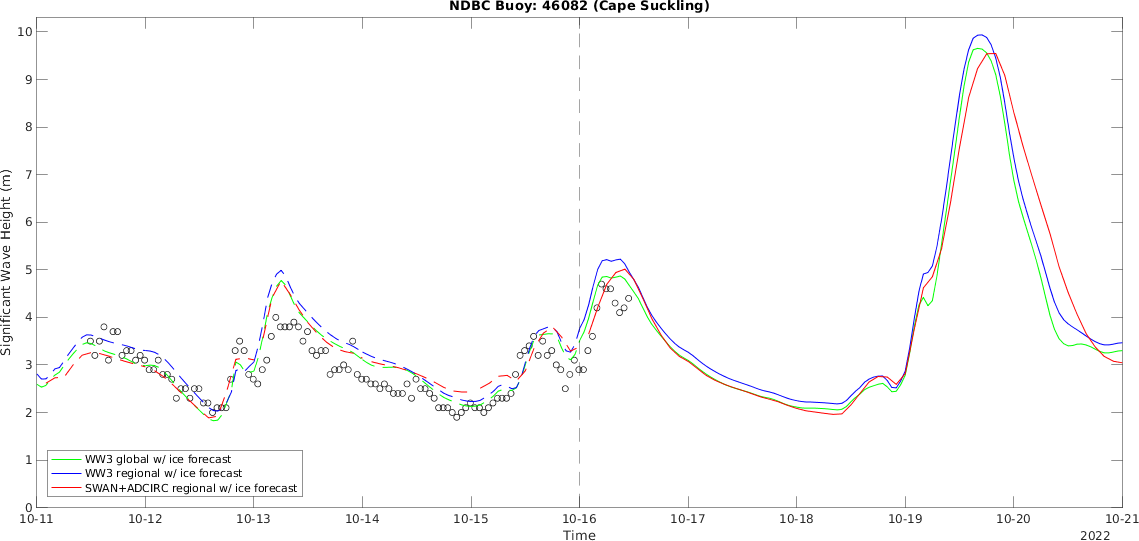 NDBC Buoy: 46082 (Cape Suckling)
Significant Wave Height (m)
10
9
8
7
6
5
4
3
2
1
0
WW3 global w/ ice forecast
WW3 regional w/ ice forecast
SWAN+ADCIRC regional w/ ice forecast
10-11 10-12 10-13 10-14 10-15 10-16 10-17 10-18 10-19 10-20 10-21
Time
2022